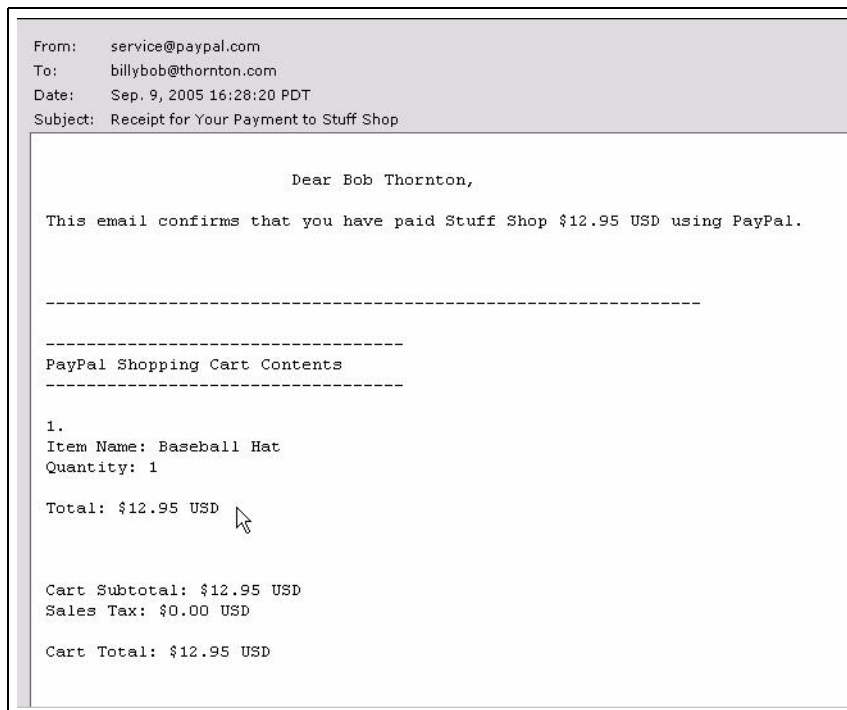 From: service@paypal.com
To: billybob@thornton.com
Date: Sep. 9, 2005 16:28:20 PDT
Subject: Receipt for Your Payment to Stuff Shop
Dear Bob Thornton,
This email confirms that you have paid Stuff Shop $12.95 USD using PayPal.
----------------------------------------------------------------
-----------------------------------
PayPal Shopping Cart Contents
-----------------------------------
1.
Item Name: Baseball Hat
Quantity: 1
Total: $12.95 USD
Cart Subtotal: $12.95 USD
Sales Tax: $0.00 USD
Cart Total: $12.95 USD